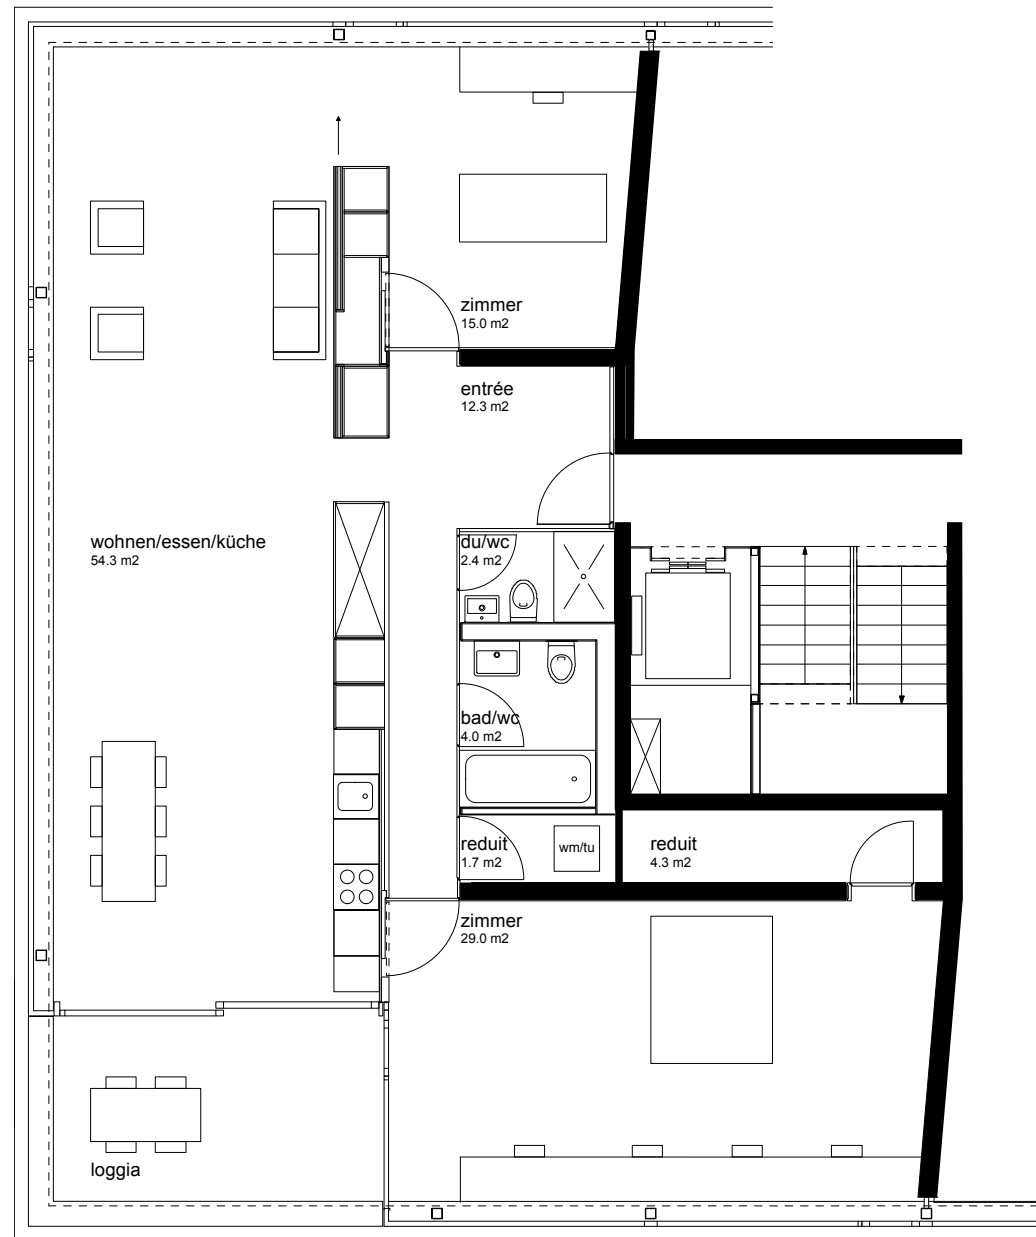 zimmer
15.0 m2
entrée
12.3 m2
wohnen/essen/küche
54.3 m2
du/wc
2.4 m2
bad/wc
4.0 m2
reduit
1.7 m2
wm/tu
reduit
4.3 m2
zimmer
29.0 m2
loggia